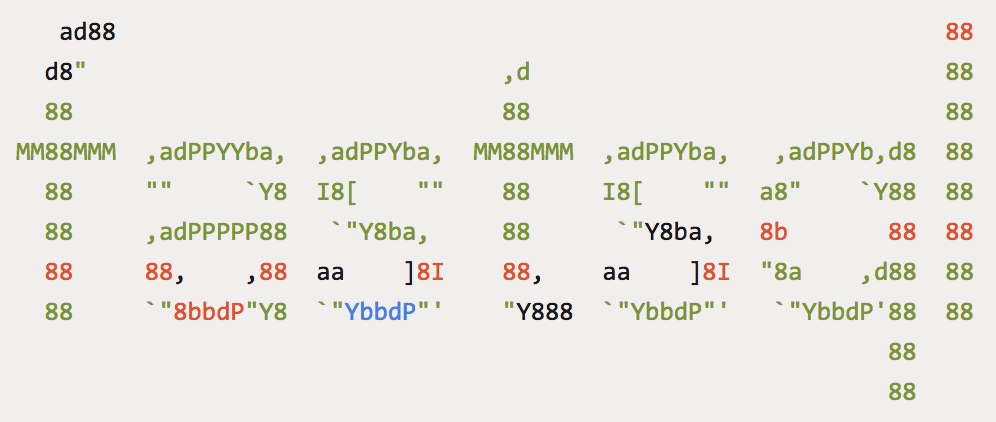 ad88                                                          88
  d8"                             ,d                             88
  88                              88                             88
MM88MMM  ,adPPYYba,  ,adPPYba,  MM88MMM  ,adPPYba,   ,adPPYb,d8  88
  88     ""     `Y8  I8[    ""    88     I8[    ""  a8"    `Y88  88
  88     ,adPPPPP88   `"Y8ba,     88      `"Y8ba,   8b       88  88
  88     88,    ,88  aa    ]8I    88,    aa    ]8I  "8a    ,d88  88
  88     `"8bbdP"Y8  `"YbbdP"'    "Y888  `"YbbdP"'   `"YbbdP'88  88
                                                             88
                                                             88